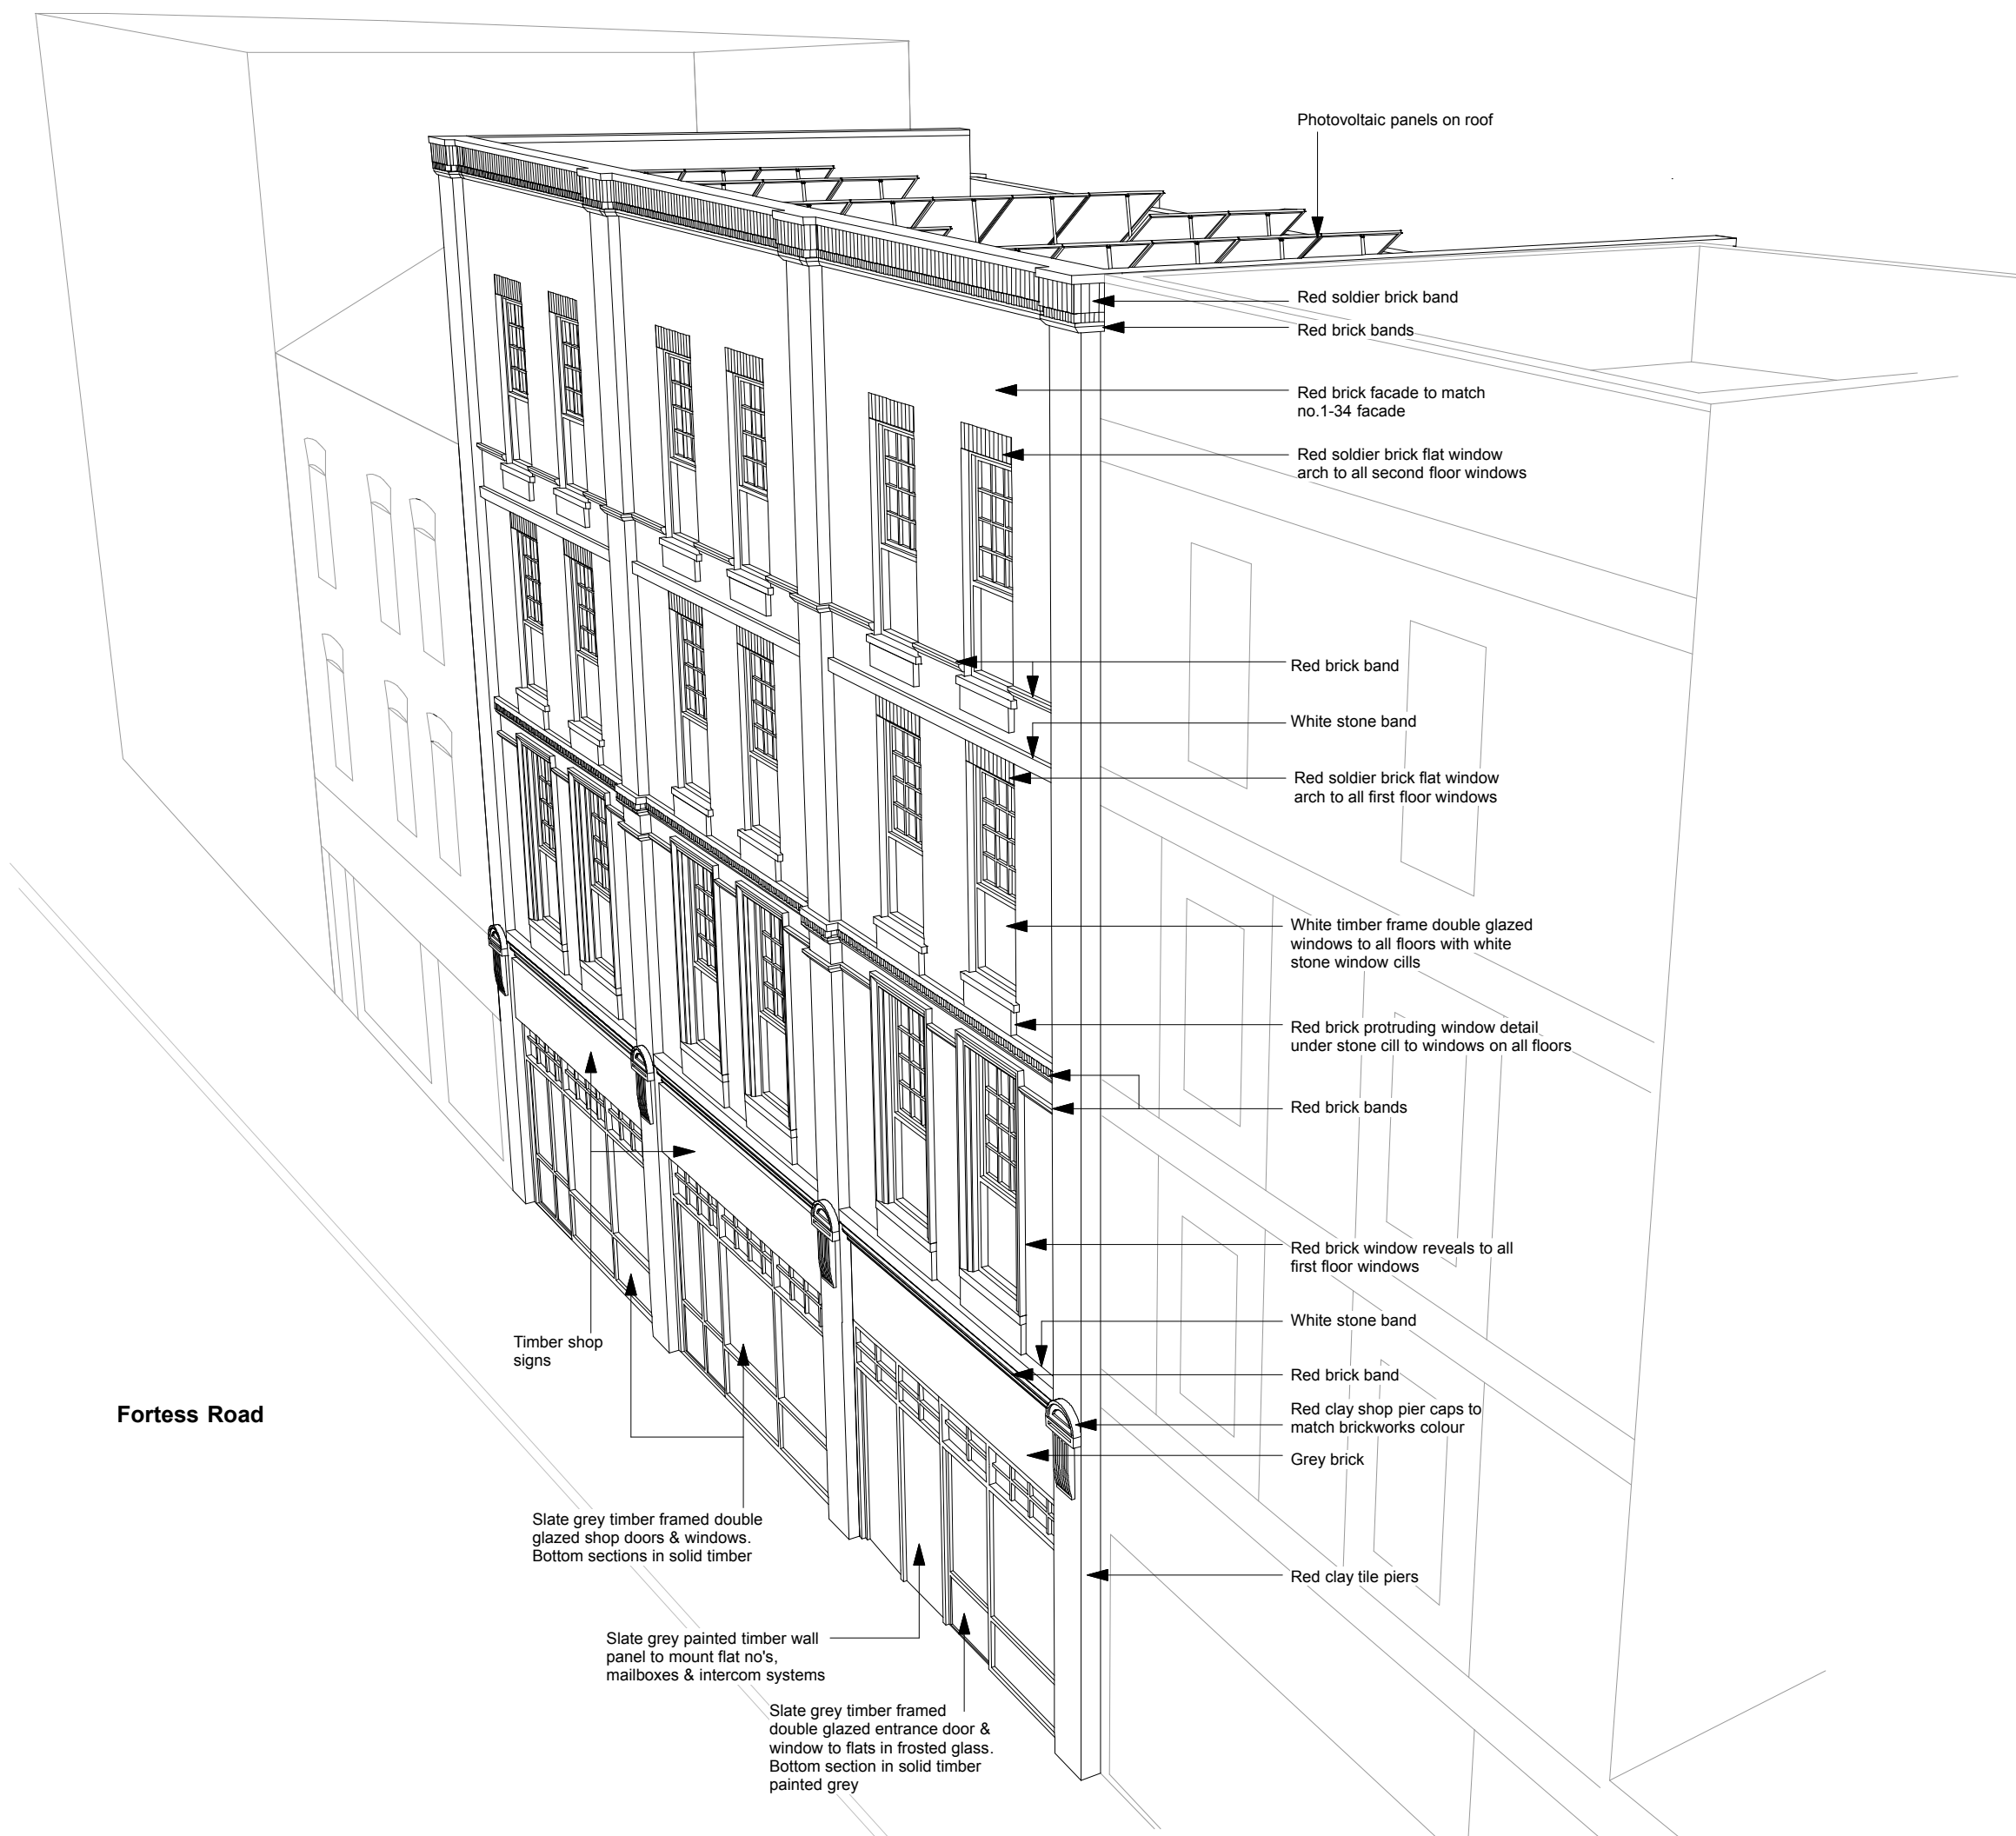 Photovoltaic panels on roof
Red soldier brick band
Red brick bands
Red brick facade to match
no.1-34 facade
Red soldier brick flat window
arch to all second floor windows
Red brick band
White stone band
Red soldier brick flat window
arch to all first floor windows
White timber frame double glazed
windows to all floors with white
stone window cills
Red brick protruding window detail
under stone cill to windows on all floors
Red brick bands
Red brick window reveals to all
first floor windows
White stone band
Red brick band
Red clay shop pier caps to
match brickworks colour
Grey brick
Red clay tile piers
Timber shop
signs
Fortess Road
Slate grey timber framed double
glazed shop doors & windows.
Bottom sections in solid timber
Slate grey painted timber wall
panel to mount flat no's,
mailboxes & intercom systems
Slate grey timber framed
double glazed entrance door &
window to flats in frosted glass.
Bottom section in solid timber
painted grey